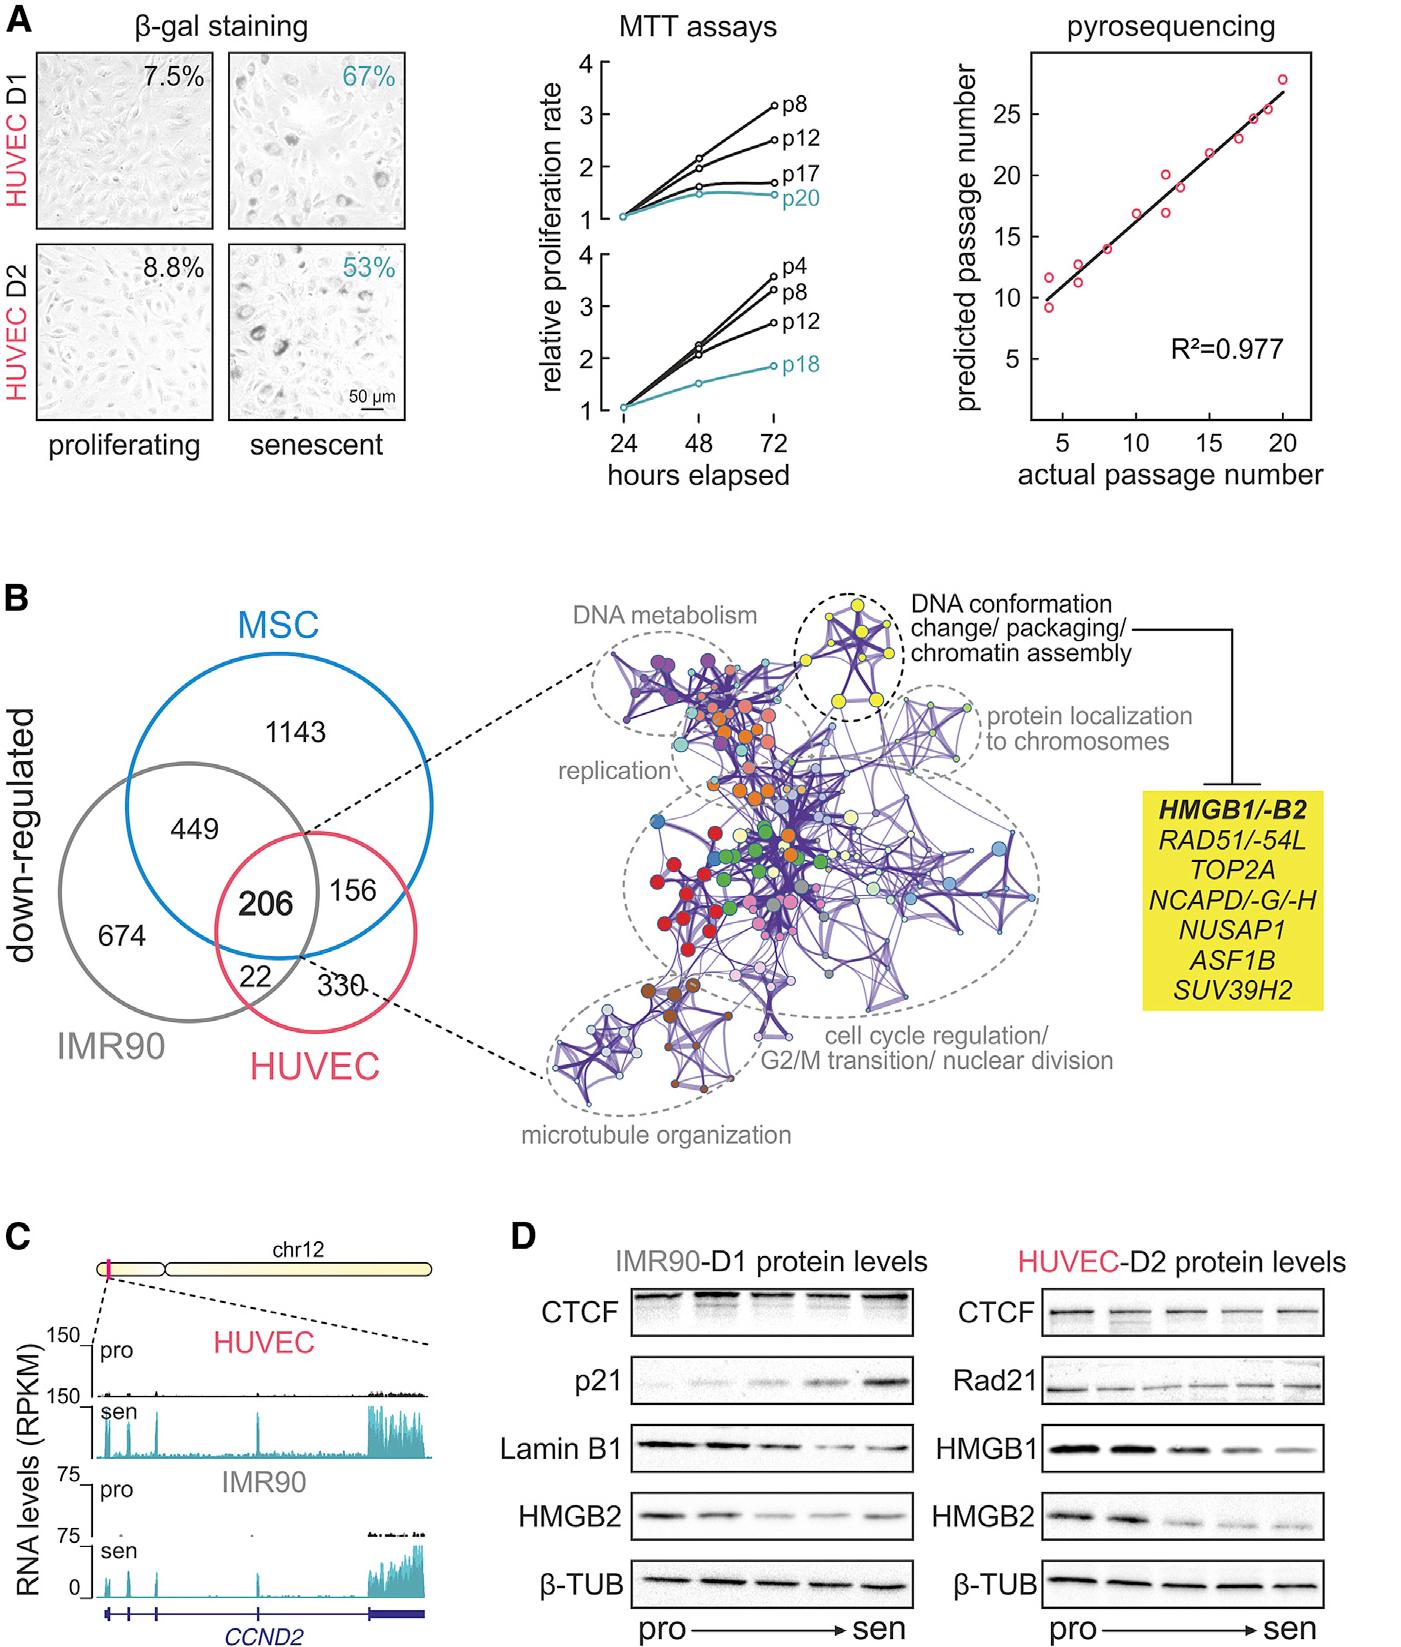 A
β-gal staining
HUVEC D1
7.5%
67%
HUVEC D2
8.8%
53%
50 µm
proliferating
senescent
MTT assays
relative proliferation rate
4
3
2
1
p8
p12
p17
p20
4
3
2
1
p4
p8
p12
p18
24 48 72
hours elapsed
pyrosequencing
predicted passage number
25
20
15
10
5
R²=0.977
5 10 15 20
actual passage number
B
down-regulated
MSC
1143
449
206
156
674
22
330
IMR90
HUVEC
DNA metabolism
replication
DNA conformation
change/ packaging/
chromatin assembly
protein localization
to chromosomes
cell cycle regulation/
G2/M transition/ nuclear division
microtubule organization
HMGB1/-B2
RAD51/-54L
TOP2A
NCAPD/-G/-H
NUSAP1
ASF1B
SUV39H2
C
chr12
RNA levels (RPKM)
HUVEC
150
pro
150
sen
IMR90
75
pro
75
sen
0
CCND2
D
IMR90-D1 protein levels
CTCF
p21
Lamin B1
HMGB2
β-TUB
pro sen
HUVEC-D2 protein levels
CTCF
Rad21
HMGB1
HMGB2
β-TUB
pro sen